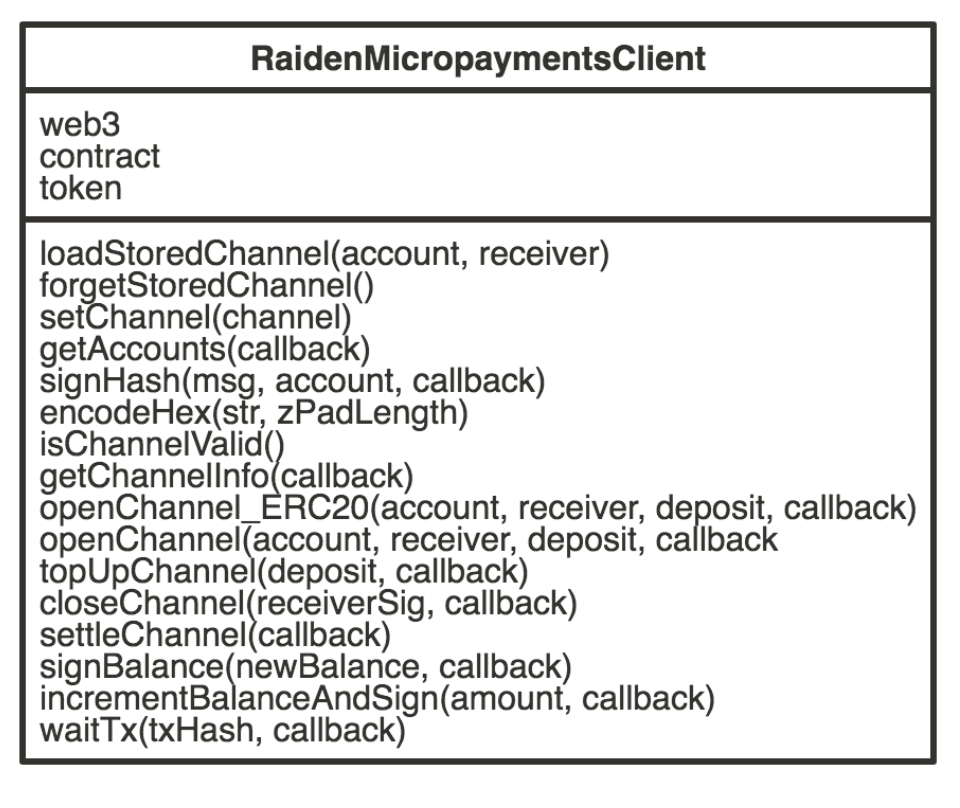 RaidenMicropaymentsClient
web3
contract
token
loadStoredChannel(account, receiver)
forgetStoredChannel()
setChannel(channel)
getAccounts(callback)
signHash(msg, account, callback)
encodeHex(str, zPadLength)
isChannelValid()
getChannelInfo(callback)
openChannel_ERC20(account, receiver, deposit, callback)
openChannel(account, receiver, deposit, callback
topUpChannel(deposit, callback)
closeChannel(receiverSig, callback)
settleChannel(callback)
signBalance(newBalance, callback)
incrementBalanceAndSign(amount, callback)
waitTx(txHash, callback)